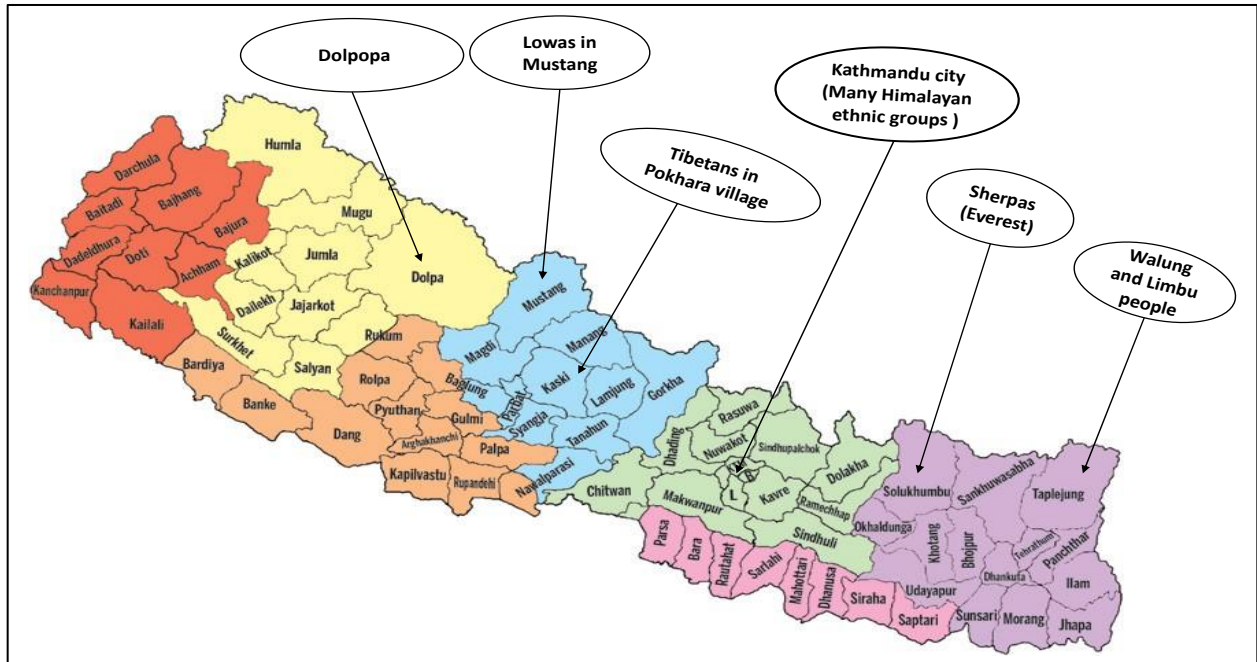 Dolpopa
Lowas in
Mustang
Kathmandu city
(Many Himalayan
ethnic groups )
Tibetans in
Pokhara village
Sherpas
(Everest)
Walung
and Limbu
people
Humla
Darchula
Bajhang
Baitadi
Bajura
Mugu
Dadeldhura
Doti
Achham
Kalikot
Jumla
Dolpa
Kanchanpur
Dailekh
Jajarkot
Mustang
Kailali
Surkhet
Rukum
Manang
Magdi
Salyan
Bardiya
Rolpa
Baglung
Kaski
Lamjung
Gorkha
Parbat
Banke
Pyuthan
Gulmi
Syangja
Dang
Arghakhanchi
Palpa
Tanahun
Rasuwa
Dhading
Nuwakot
Sindhupalchok
Kapilvastu
Rupandehi
Nawalparasi
B
L
Dolakha
Chitwan
Kavre
Makwanpur
Ramechhap
Solukhumbu
Sankhuwasabha
Taplejung
Okhaldunga
Sindhuli
Khotang
Bhojpur
Tehrathum
Panchthar
Parsa
Bara
Rautahat
Sarlahi
Mahottari
Dhanusa
Dhankuta
Ilam
Udayapur
Siraha
Saptari
Sunsari
Morang
Jhapa